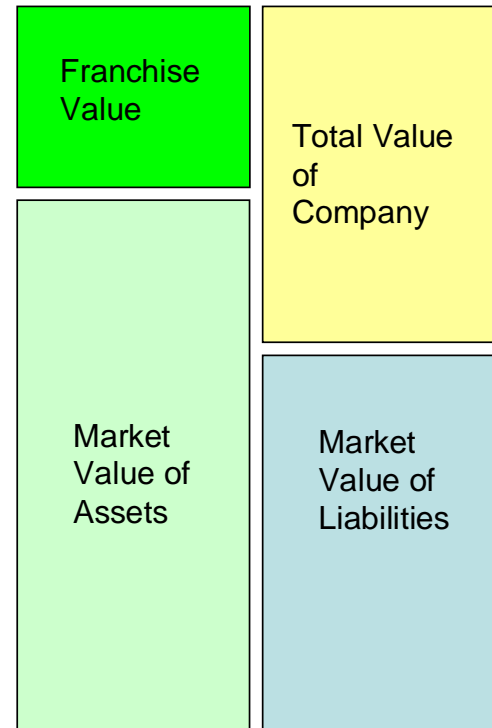 Franchise
Value
Total Value
of
Company
Market
Value of
Assets
Market
Value of
Liabilities